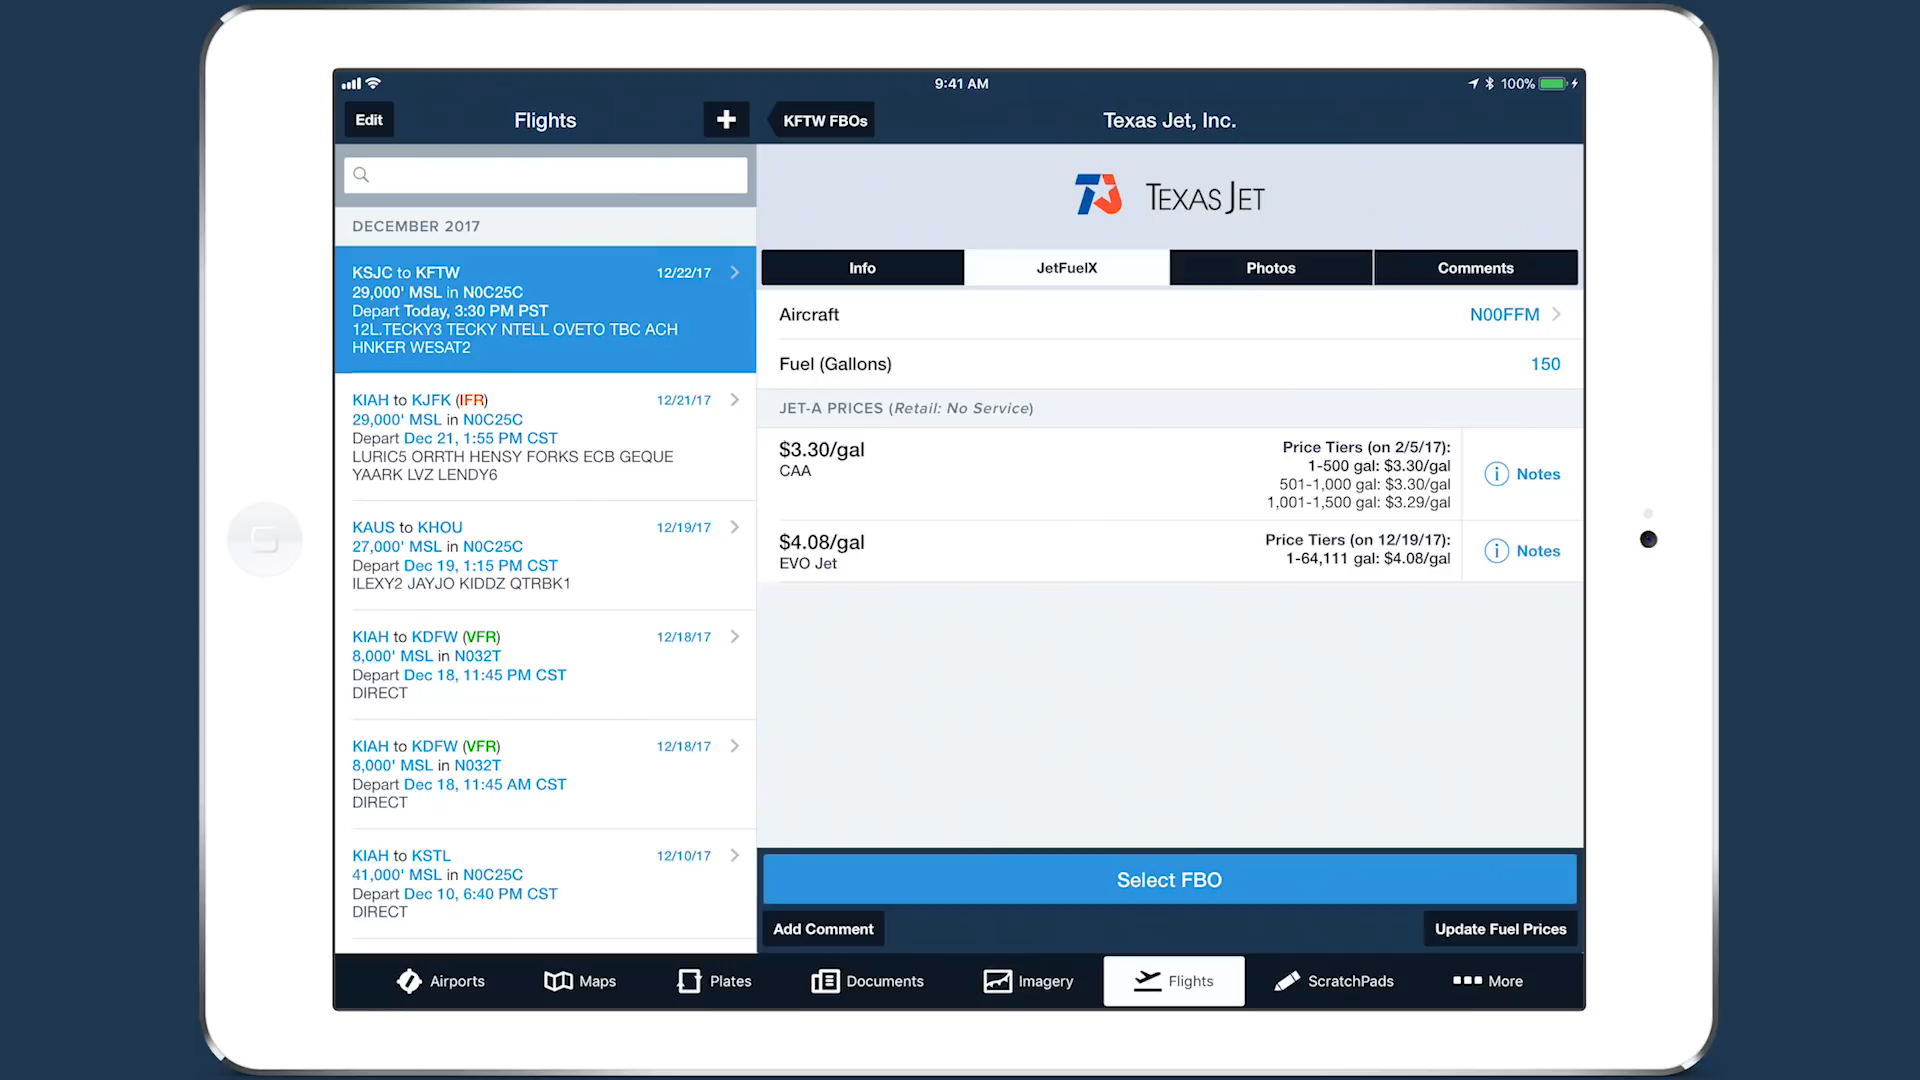 9:41 AM
100%
Edit
Flights
KFTW FBOs
Texas Jet, Inc.
DECEMBER 2017
KSJC to KFTW 12/22/17
29,000' MSL in N0C25C
Depart Today, 3:30 PM PST
12L.TECKY3 TECKY NTELL OVETO TBC ACH
HNKER WESAT2
KIAH to KJFK (IFR) 12/21/17
29,000' MSL in N0C25C
Depart Dec 21, 1:55 PM CST
LURIC5 ORRTH HENSY FORKS ECB GEQUE
YAARK LVZ LENDY6
KAUS to KHOU 12/19/17
27,000' MSL in N0C25C
Depart Dec 19, 1:15 PM CST
ILEXY2 JAYJO KIDDZ QTRBK1
KIAH to KDFW (VFR) 12/18/17
8,000' MSL in N032T
Depart Dec 18, 11:45 PM CST
DIRECT
KIAH to KDFW (VFR) 12/18/17
8,000' MSL in N032T
Depart Dec 18, 11:45 AM CST
DIRECT
KIAH to KSTL 12/10/17
41,000' MSL in N0C25C
Depart Dec 10, 6:40 PM CST
DIRECT
TJ TEXAS JET
Info JetFuelX Photos Comments
Aircraft N00FFM
Fuel (Gallons) 150
JET-A PRICES (Retail: No Service)
$3.30/gal
CAA
Price Tiers (on 2/5/17):
1-500 gal: $3.30/gal
501-1,000 gal: $3.30/gal
1,001-1,500 gal: $3.29/gal
Notes
$4.08/gal
EVO Jet
Price Tiers (on 12/19/17):
1-64,111 gal: $4.08/gal
Notes
Select FBO
Add Comment
Update Fuel Prices
Airports Maps Plates Documents Imagery Flights ScratchPads More